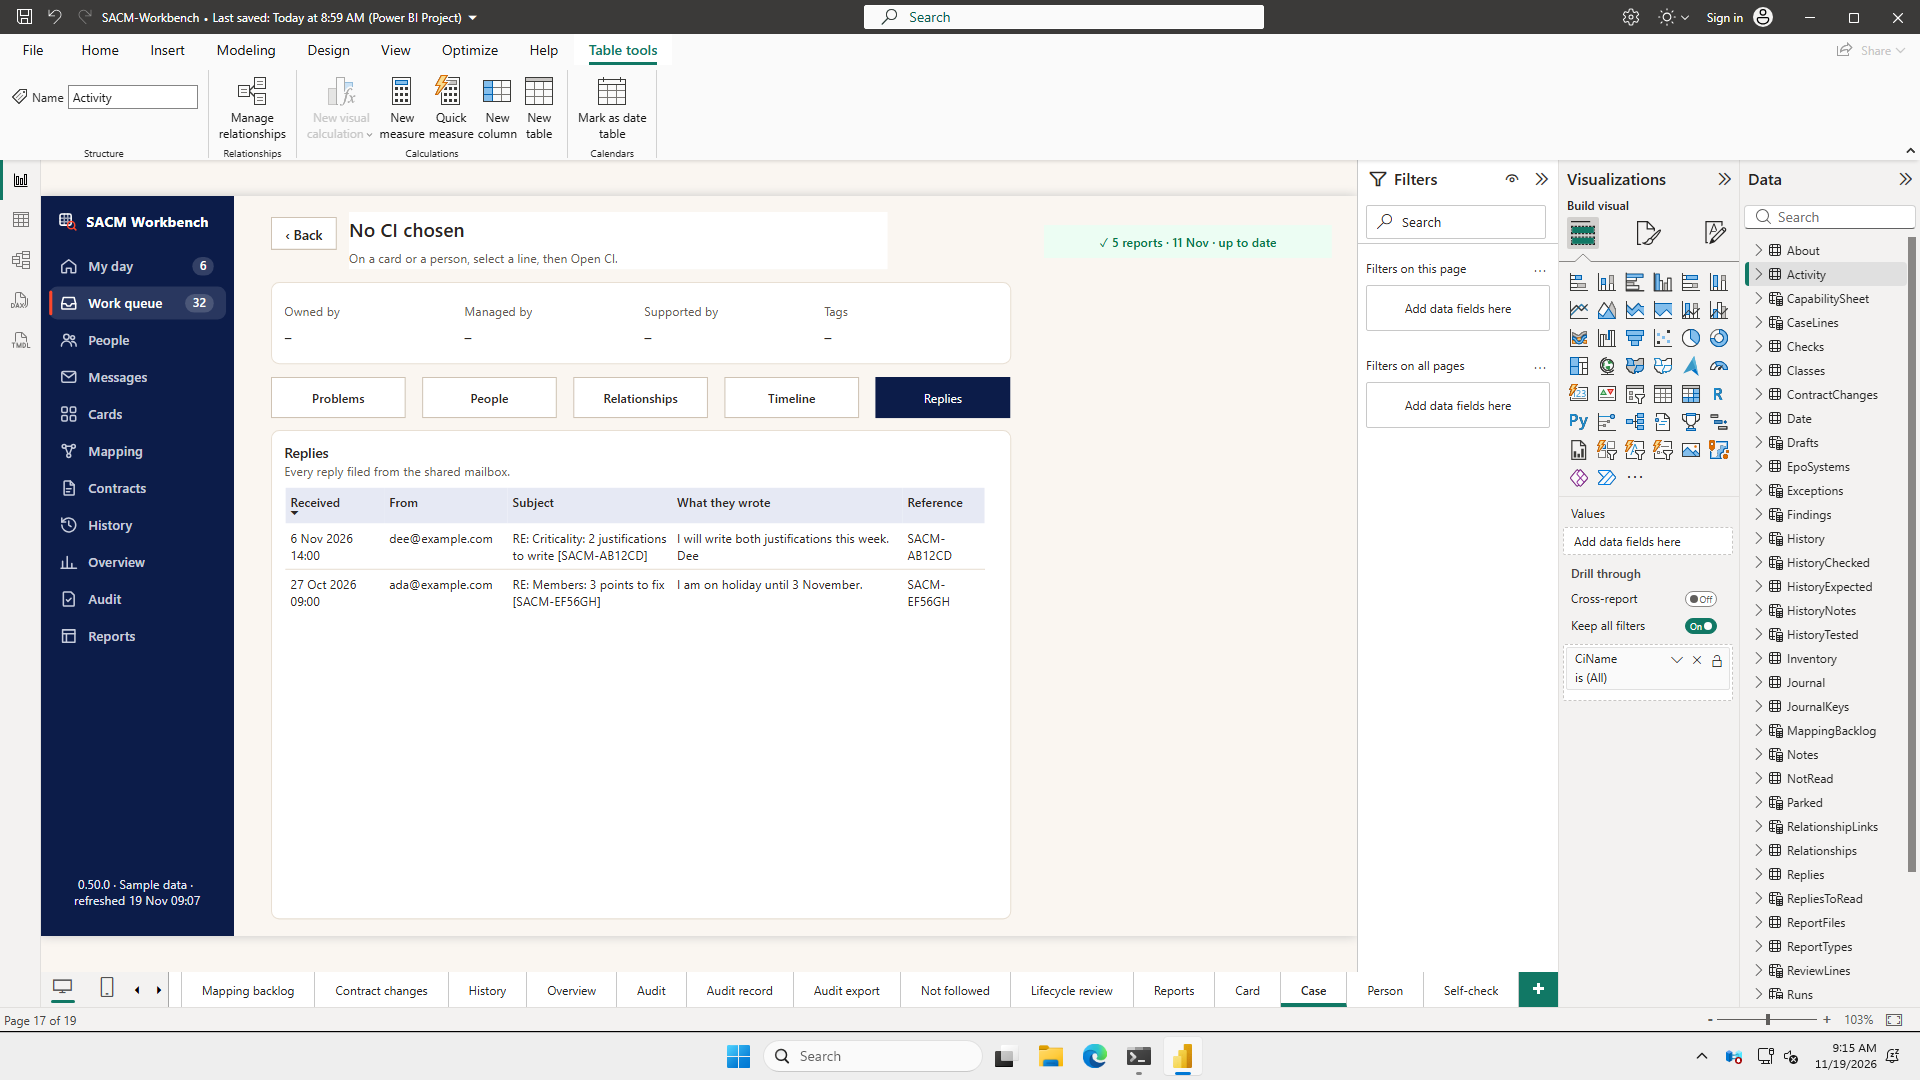 SACM-Workbench • Last saved: Today at 8:59 AM (Power BI Project)
Search
Sign in
File
Home
Insert
Modeling
Design
View
Optimize
Help
Table tools
Share
Name
Activity
Structure
Manage relationships
Relationships
New visual calculation
New measure
Quick measure
New column
New table
Calculations
Mark as date table
Calendars
DAX
TMDL
SACM Workbench
My day 6
Work queue 32
People
Messages
Cards
Mapping
Contracts
History
Overview
Audit
Reports
0.50.0 · Sample data ·
refreshed 19 Nov 09:07
‹ Back
No CI chosen
On a card or a person, select a line, then Open CI.
✓ 5 reports · 11 Nov · up to date
Owned by
Managed by
Supported by
Tags
–
–
–
–
Problems
People
Relationships
Timeline
Replies
Replies
Every reply filed from the shared mailbox.
Received
From
Subject
What they wrote
Reference
6 Nov 2026 14:00
dee@example.com
RE: Criticality: 2 justifications to write [SACM-AB12CD]
I will write both justifications this week. Dee
SACM-AB12CD
27 Oct 2026 09:00
ada@example.com
RE: Members: 3 points to fix [SACM-EF56GH]
I am on holiday until 3 November.
SACM-EF56GH
Filters
Search
Filters on this page
...
Add data fields here
Filters on all pages
...
Add data fields here
Visualizations
Build visual
123
R
Py
...
Values
Add data fields here
Drill through
Cross-report
Off
Keep all filters
On
CiName
is (All)
Data
Search
About
Activity
CapabilitySheet
CaseLines
Checks
Classes
ContractChanges
Date
Drafts
EpoSystems
Exceptions
Findings
History
HistoryChecked
HistoryExpected
HistoryNotes
HistoryTested
Inventory
Journal
JournalKeys
MappingBacklog
Notes
NotRead
Parked
RelationshipLinks
Relationships
Replies
RepliesToRead
ReportFiles
ReportTypes
ReviewLines
Runs
Mapping backlog
Contract changes
History
Overview
Audit
Audit record
Audit export
Not followed
Lifecycle review
Reports
Card
Case
Person
Self-check
+
Page 17 of 19
- + 103%
Search
9:15 AM
11/19/2026